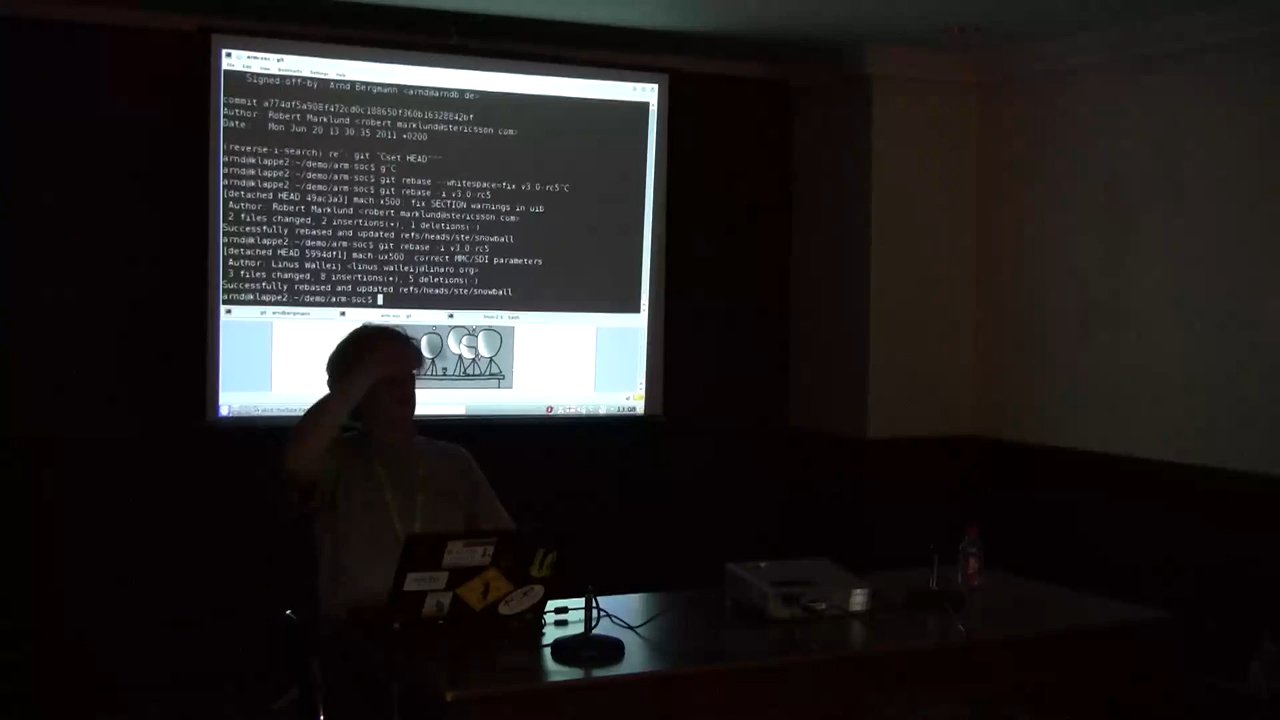 File Edit View Bookmarks Settings Help
Signed-off-by: Arnd Bergmann <arnd@arndb.de>
commit a774df5a908f472cd0c188650f360b16328842bf
Author: Robert Marklund <robert.marklund@stericsson.com>
Date: Mon Jun 20 13:30:35 2011 +0200
(reverse-i-search)`re': git ^Cset HEAD^^^
arnd@klappe2:~/demo/arm-soc$ g^C
arnd@klappe2:~/demo/arm-soc$ git rebase --whitespace=fix v3.0-rc5^C
arnd@klappe2:~/demo/arm-soc$ git rebase -i v3.0-rc5
[detached HEAD 49ac3a3] mach-ux500: fix SECTION warnings in uib
Author: Robert Marklund <robert.marklund@stericsson.com>
2 files changed, 2 insertions(+), 1 deletions(-)
Successfully rebased and updated refs/heads/ste/snowball
arnd@klappe2:~/demo/arm-soc$ git rebase -i v3.0-rc5
[detached HEAD 5994df1] mach-ux500: correct MMC/SDI parameters
Author: Linus Walleij <linus.walleij@linaro.org>
3 files changed, 8 insertions(+), 5 deletions(-)
Successfully rebased and updated refs/heads/ste/snowball
arnd@klappe2:~/demo/arm-soc$